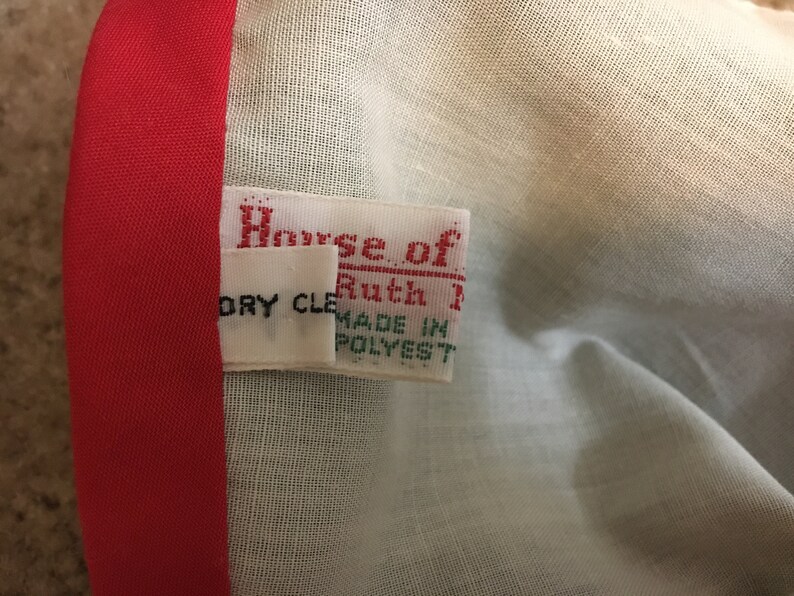 House of
Ruth
DRY CLE
MADE IN
POLYEST